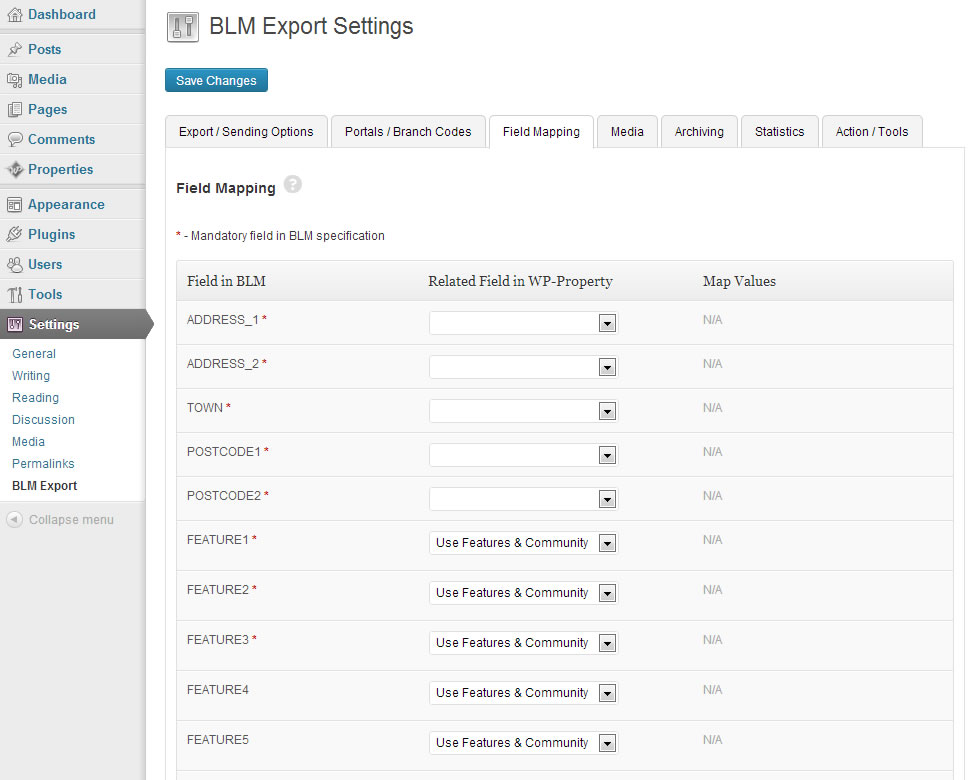 Dashboard
Posts
Media
Pages
Comments
Properties
Appearance
Plugins
Users
Tools
Settings
General
Writing
Reading
Discussion
Media
Permalinks
BLM Export
Collapse menu
BLM Export Settings
Save Changes
Export / Sending Options Portals / Branch Codes Field Mapping Media Archiving Statistics Action / Tools
Field Mapping ?
* - Mandatory field in BLM specification
Field in BLM Related Field in WP-Property Map Values
ADDRESS_1 * N/A
ADDRESS_2 * N/A
TOWN * N/A
POSTCODE1 * N/A
POSTCODE2 * N/A
FEATURE1 * Use Features & Community N/A
FEATURE2 * Use Features & Community N/A
FEATURE3 * Use Features & Community N/A
FEATURE4 Use Features & Community N/A
FEATURE5 Use Features & Community N/A